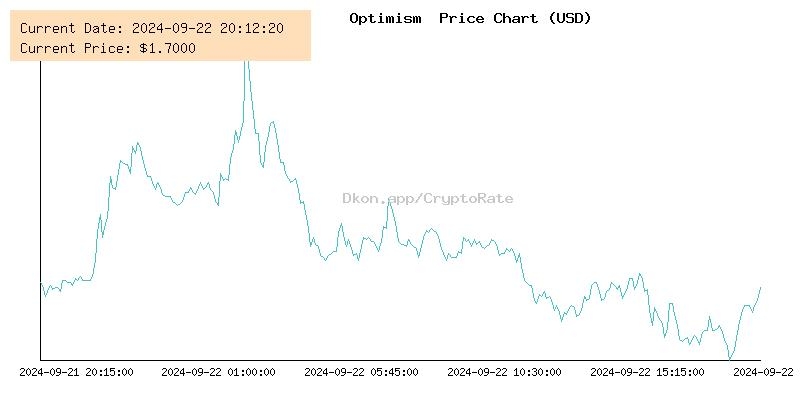 Optimism  Price Chart (USD)
Current Date: 2024-09-22 20:12:20
Current Price: $1.7000
Dkon.app/CryptoRate
2024-09-21 20:15:00 2024-09-22 01:00:00 2024-09-22 05:45:00 2024-09-22 10:30:00 2024-09-22 15:15:00 2024-09-22